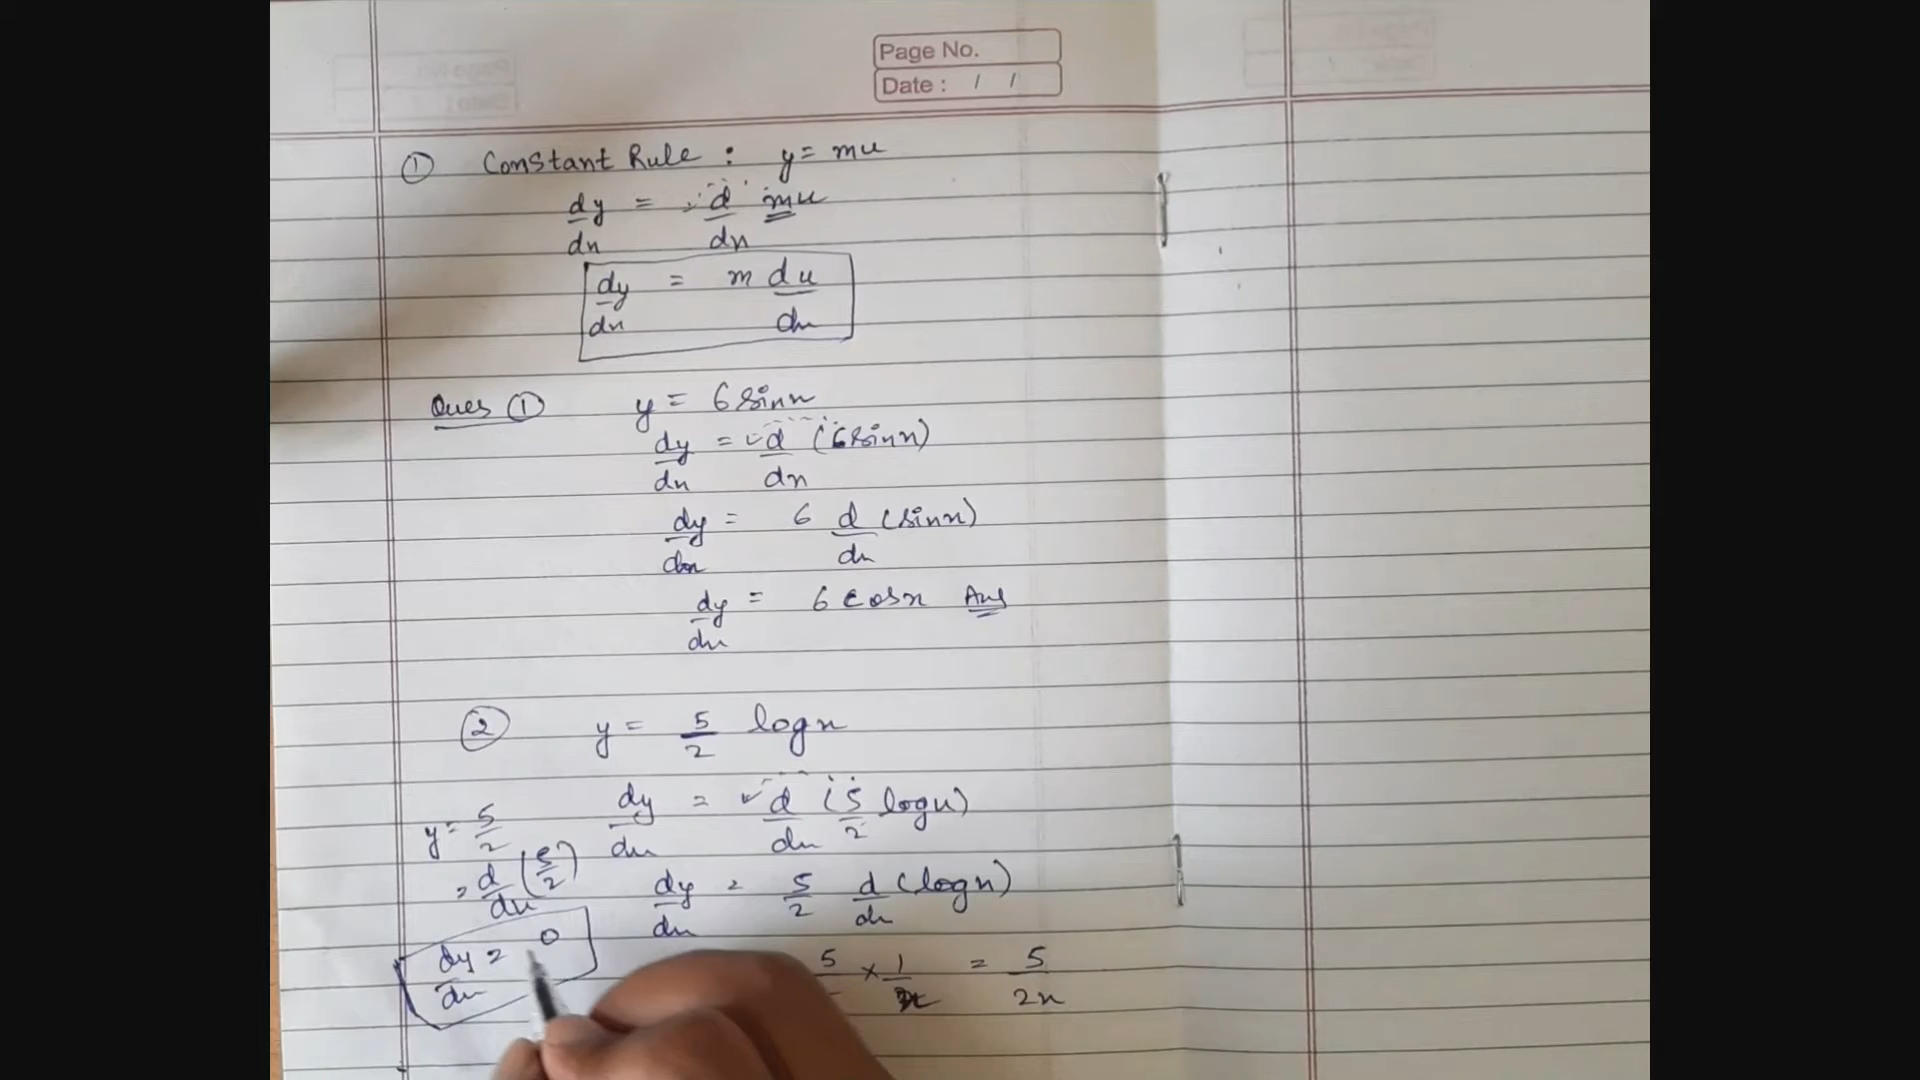 Page No.
Date : / /
① Constant Rule : y = mu
dy/dx = d/dx mu
dy/dx = m du/dx
Ques ① y = 6 sinx
dy/dx = d/dx (6 sinx)
dy/dx = 6 d/dx (sinx)
dy/dx = 6 cosx Ans
② y = 5/2 logx
dy/dx = d/dx (5/2 logx)
y = 5/2
= d/dx (5/2)
dy/dx = 5/2 d/dx (logx)
dy/dx = 0
5 × 1/x = 5/2x